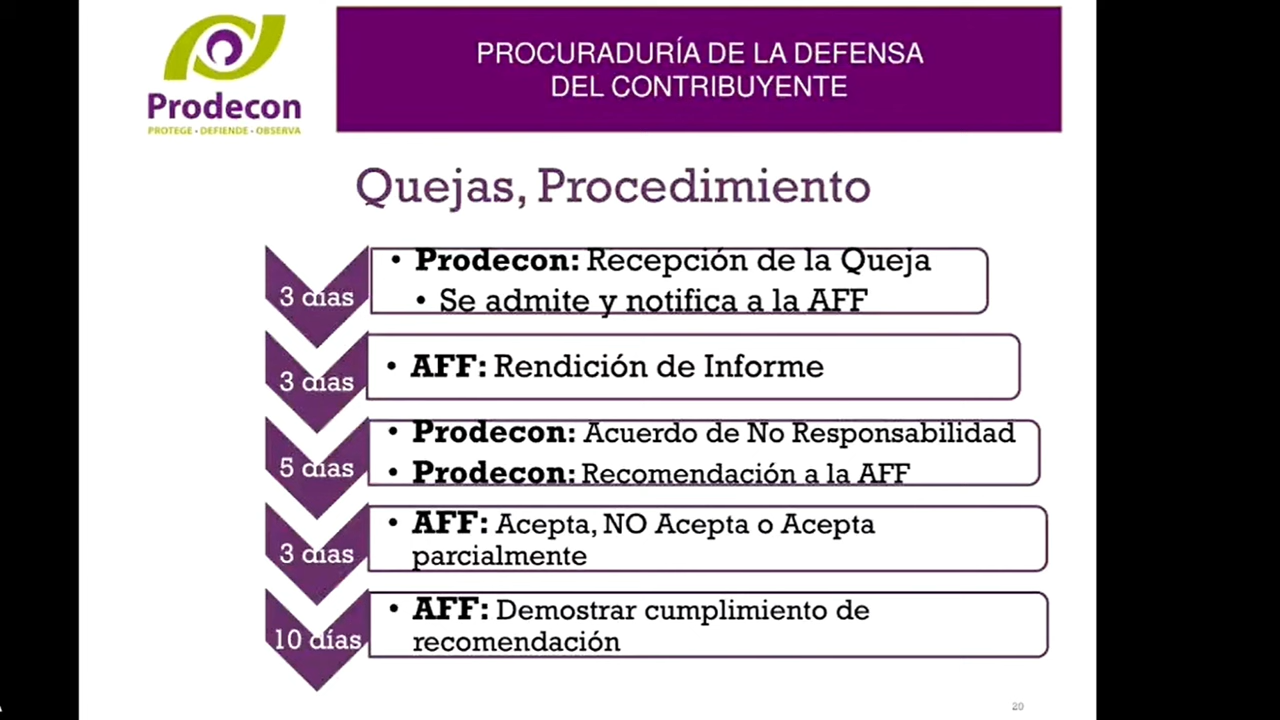 PROCURADURÍA DE LA DEFENSA
DEL CONTRIBUYENTE
Prodecon
PROTEGE • DEFIENDE • OBSERVA
Quejas, Procedimiento
3 días
• Prodecon: Recepción de la Queja
• Se admite y notifica a la AFF
3 días
• AFF: Rendición de Informe
5 días
• Prodecon: Acuerdo de No Responsabilidad
• Prodecon: Recomendación a la AFF
3 días
• AFF: Acepta, NO Acepta o Acepta
parcialmente
10 días
• AFF: Demostrar cumplimiento de
recomendación
20